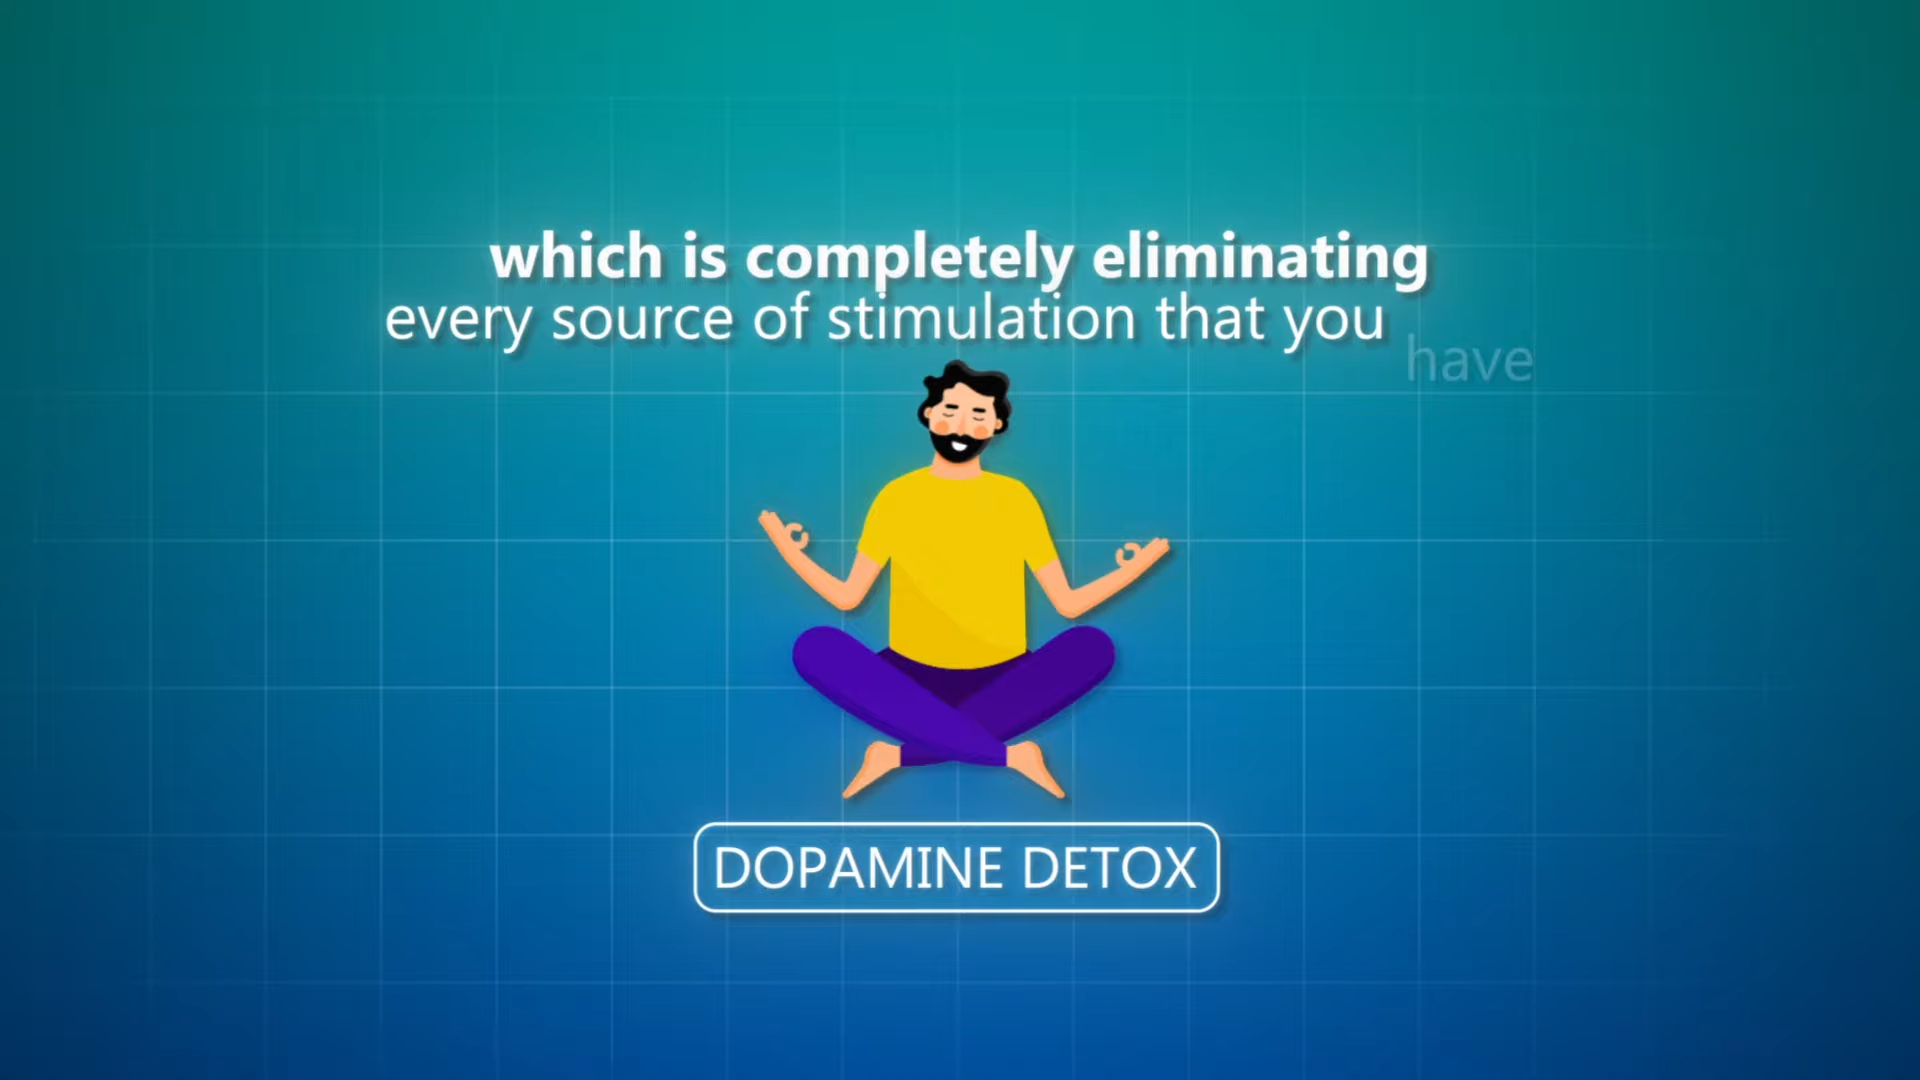 which is completely eliminating
every source of stimulation that you have
DOPAMINE DETOX